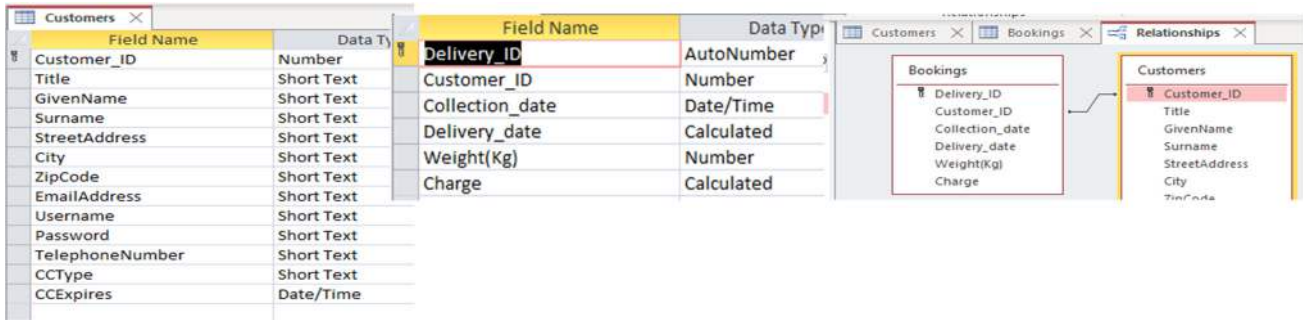 Customers
Field Name Data Ty
Customer_ID Number
Title Short Text
GivenName Short Text
Surname Short Text
StreetAddress Short Text
City Short Text
ZipCode Short Text
EmailAddress Short Text
Username Short Text
Password Short Text
TelephoneNumber Short Text
CCType Short Text
CCExpires Date/Time
Field Name Data Type
Delivery_ID AutoNumber
Customer_ID Number
Collection_date Date/Time
Delivery_date Calculated
Weight(Kg) Number
Charge Calculated
Relationships
Customers Bookings Relationships
Bookings
Delivery_ID
Customer_ID
Collection_date
Delivery_date
Weight(Kg)
Charge
Customers
Customer_ID
Title
GivenName
Surname
StreetAddress
City
ZipCode